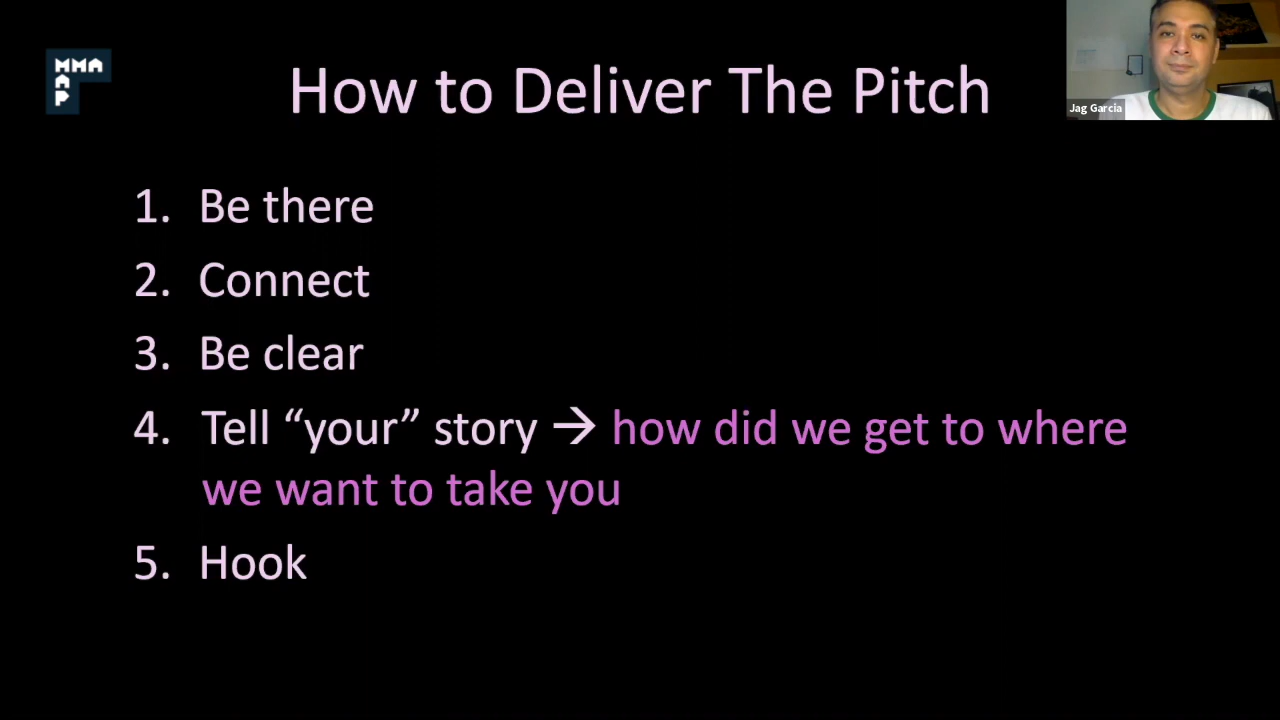 MMA
A
P
How to Deliver The Pitch
Jag Garcia
1. Be there
2. Connect
3. Be clear
4. Tell “your” story → how did we get to where
we want to take you
5. Hook